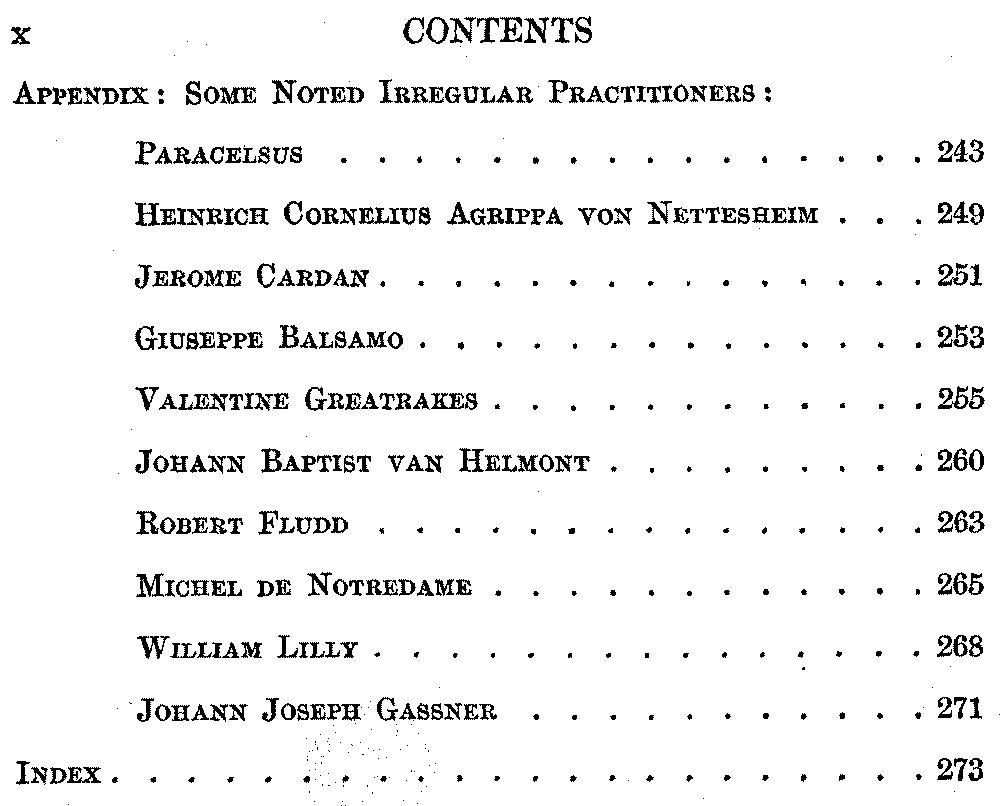 x CONTENTS
APPENDIX: SOME NOTED IRREGULAR PRACTITIONERS:
PARACELSUS . . . . . . . . . . . . . . . . 243
HEINRICH CORNELIUS AGRIPPA VON NETTESHEIM . . . 249
JEROME CARDAN . . . . . . . . . . . . . . . 251
GIUSEPPE BALSAMO . . . . . . . . . . . . . . 253
VALENTINE GREATRAKES . . . . . . . . . . . . 255
JOHANN BAPTIST VAN HELMONT . . . . . . . . . 260
ROBERT FLUDD . . . . . . . . . . . . . . . 263
MICHEL DE NOTREDAME . . . . . . . . . . . . 265
WILLIAM LILLY . . . . . . . . . . . . . . . 268
JOHANN JOSEPH GASSNER . . . . . . . . . . . 271
INDEX . . . . . . . . . . . . . . . . . . . . . . 273